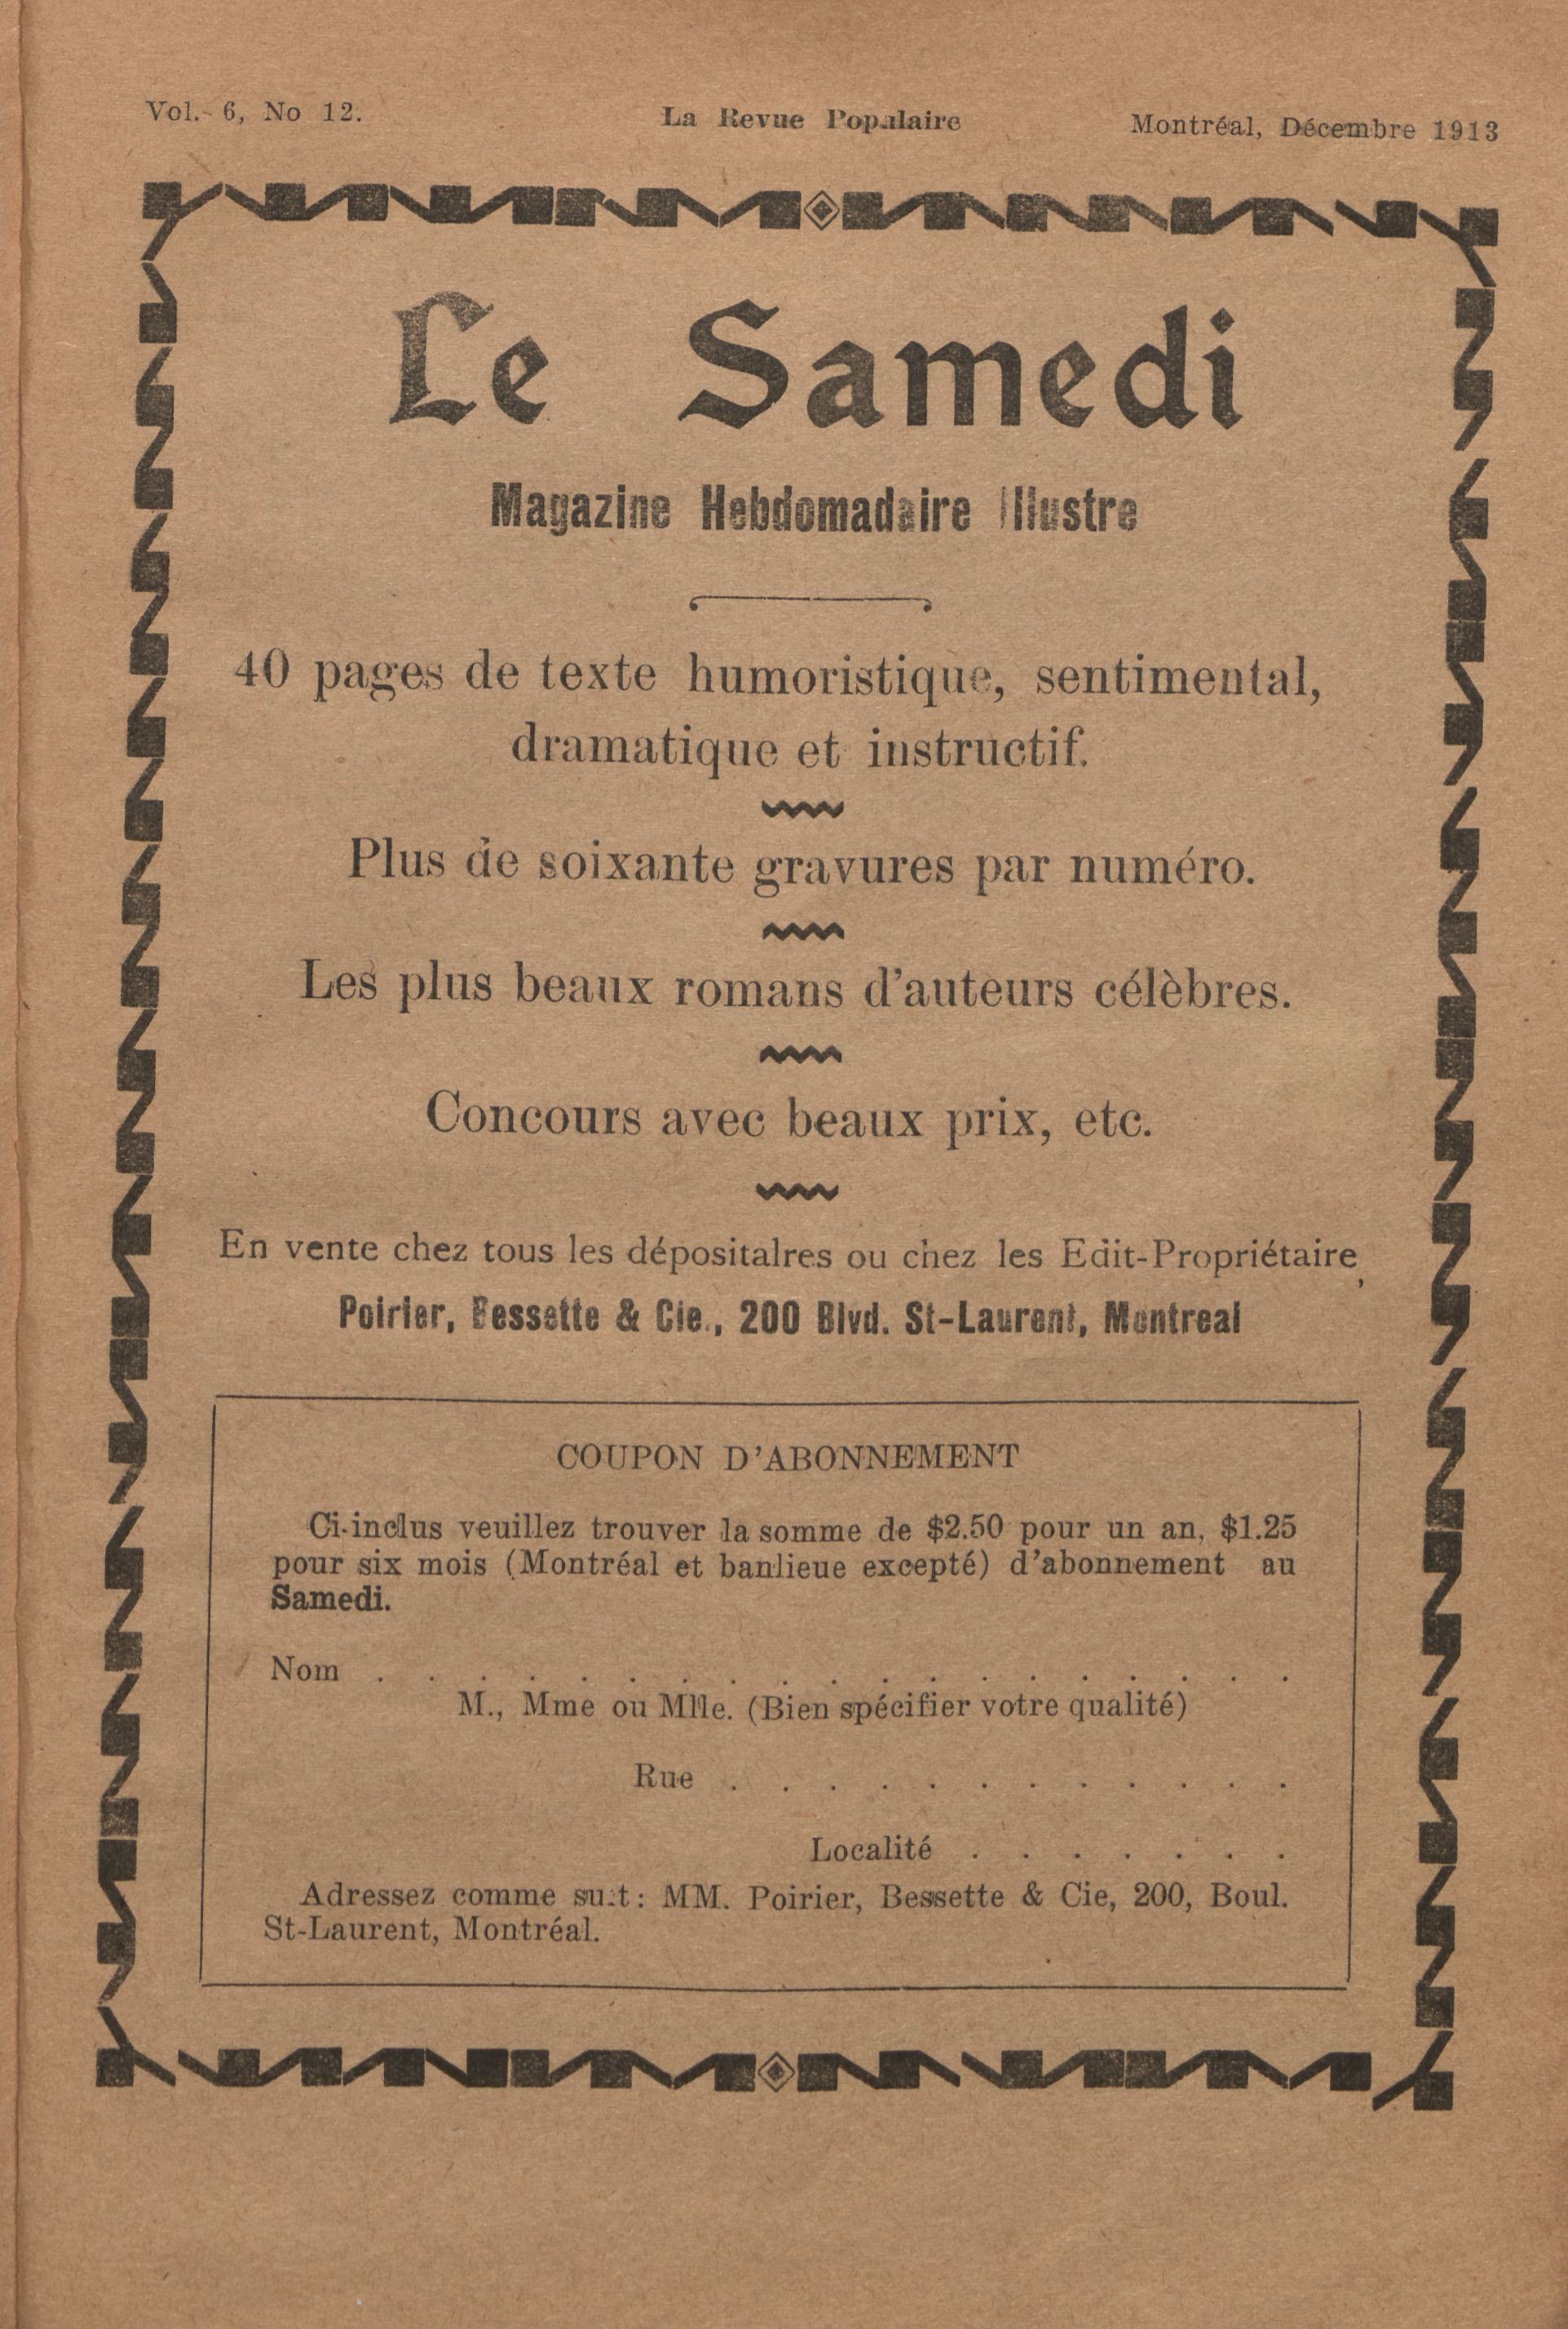 Vol. 6, No 12.
La Revue Populaire
Montréal, Décembre 1913
Le Samedi
Magazine Hebdomadaire Illustre
40 pages de texte humoristique, sentimental,
dramatique et instructif.
Plus de soixante gravures par numéro.
Les plus beaux romans d'auteurs célèbres.
Concours avec beaux prix, etc.
En vente chez tous les dépositaires ou chez les Edit-Propriétaire,
Poirier, Bessette & Cie., 200 Blvd. St-Laurent, Montreal
COUPON D'ABONNEMENT
Ci-inclus veuillez trouver la somme de $2.50 pour un an, $1.25
pour six mois (Montréal et banlieue excepté) d'abonnement au
Samedi.
Nom . . . . . . . . . . . . . . . . . . .
M., Mme ou Mlle. (Bien spécifier votre qualité)
Rue . . . . . . . . . . . .
Localité . . . . . . .
Adressez comme suit: MM. Poirier, Bessette & Cie, 200, Boul.
St-Laurent, Montréal.